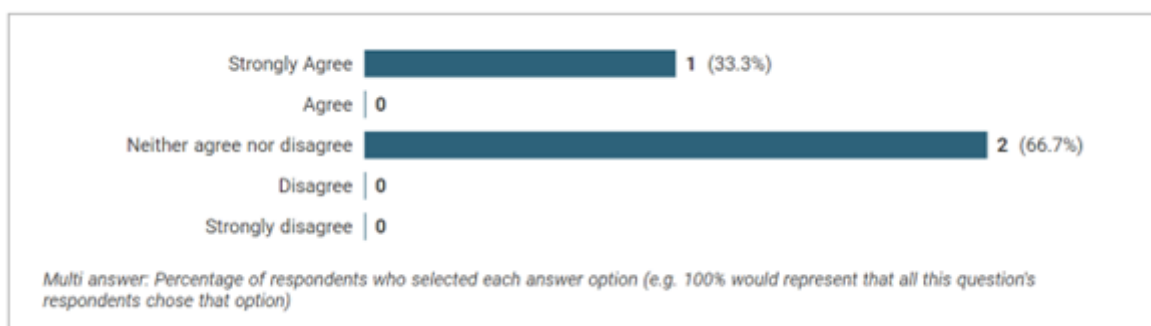 Strongly Agree 1 (33.3%)
Agree 0
Neither agree nor disagree 2 (66.7%)
Disagree 0
Strongly disagree 0
Multi answer: Percentage of respondents who selected each answer option (e.g. 100% would represent that all this question's
respondents chose that option)